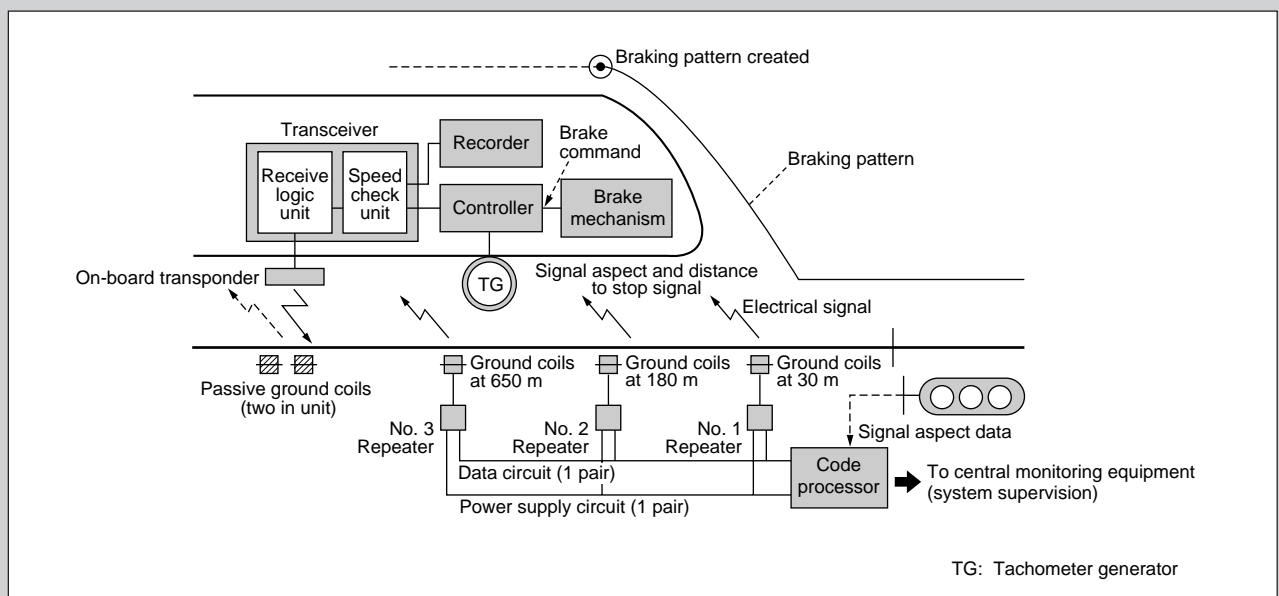 Braking pattern created
Transceiver
Receive
logic
unit
Speed
check
unit
Recorder
Brake
command
Controller
Brake
mechanism
Braking pattern
On-board transponder
TG
Signal aspect and distance
to stop signal
Electrical signal
Passive ground coils
(two in unit)
Ground coils
at 650 m
Ground coils
at 180 m
Ground coils
at 30 m
No. 3
Repeater
No. 2
Repeater
No. 1
Repeater
Signal aspect data
Data circuit (1 pair)
Power supply circuit (1 pair)
Code
processor
To central monitoring equipment
(system supervision)
TG: Tachometer generator